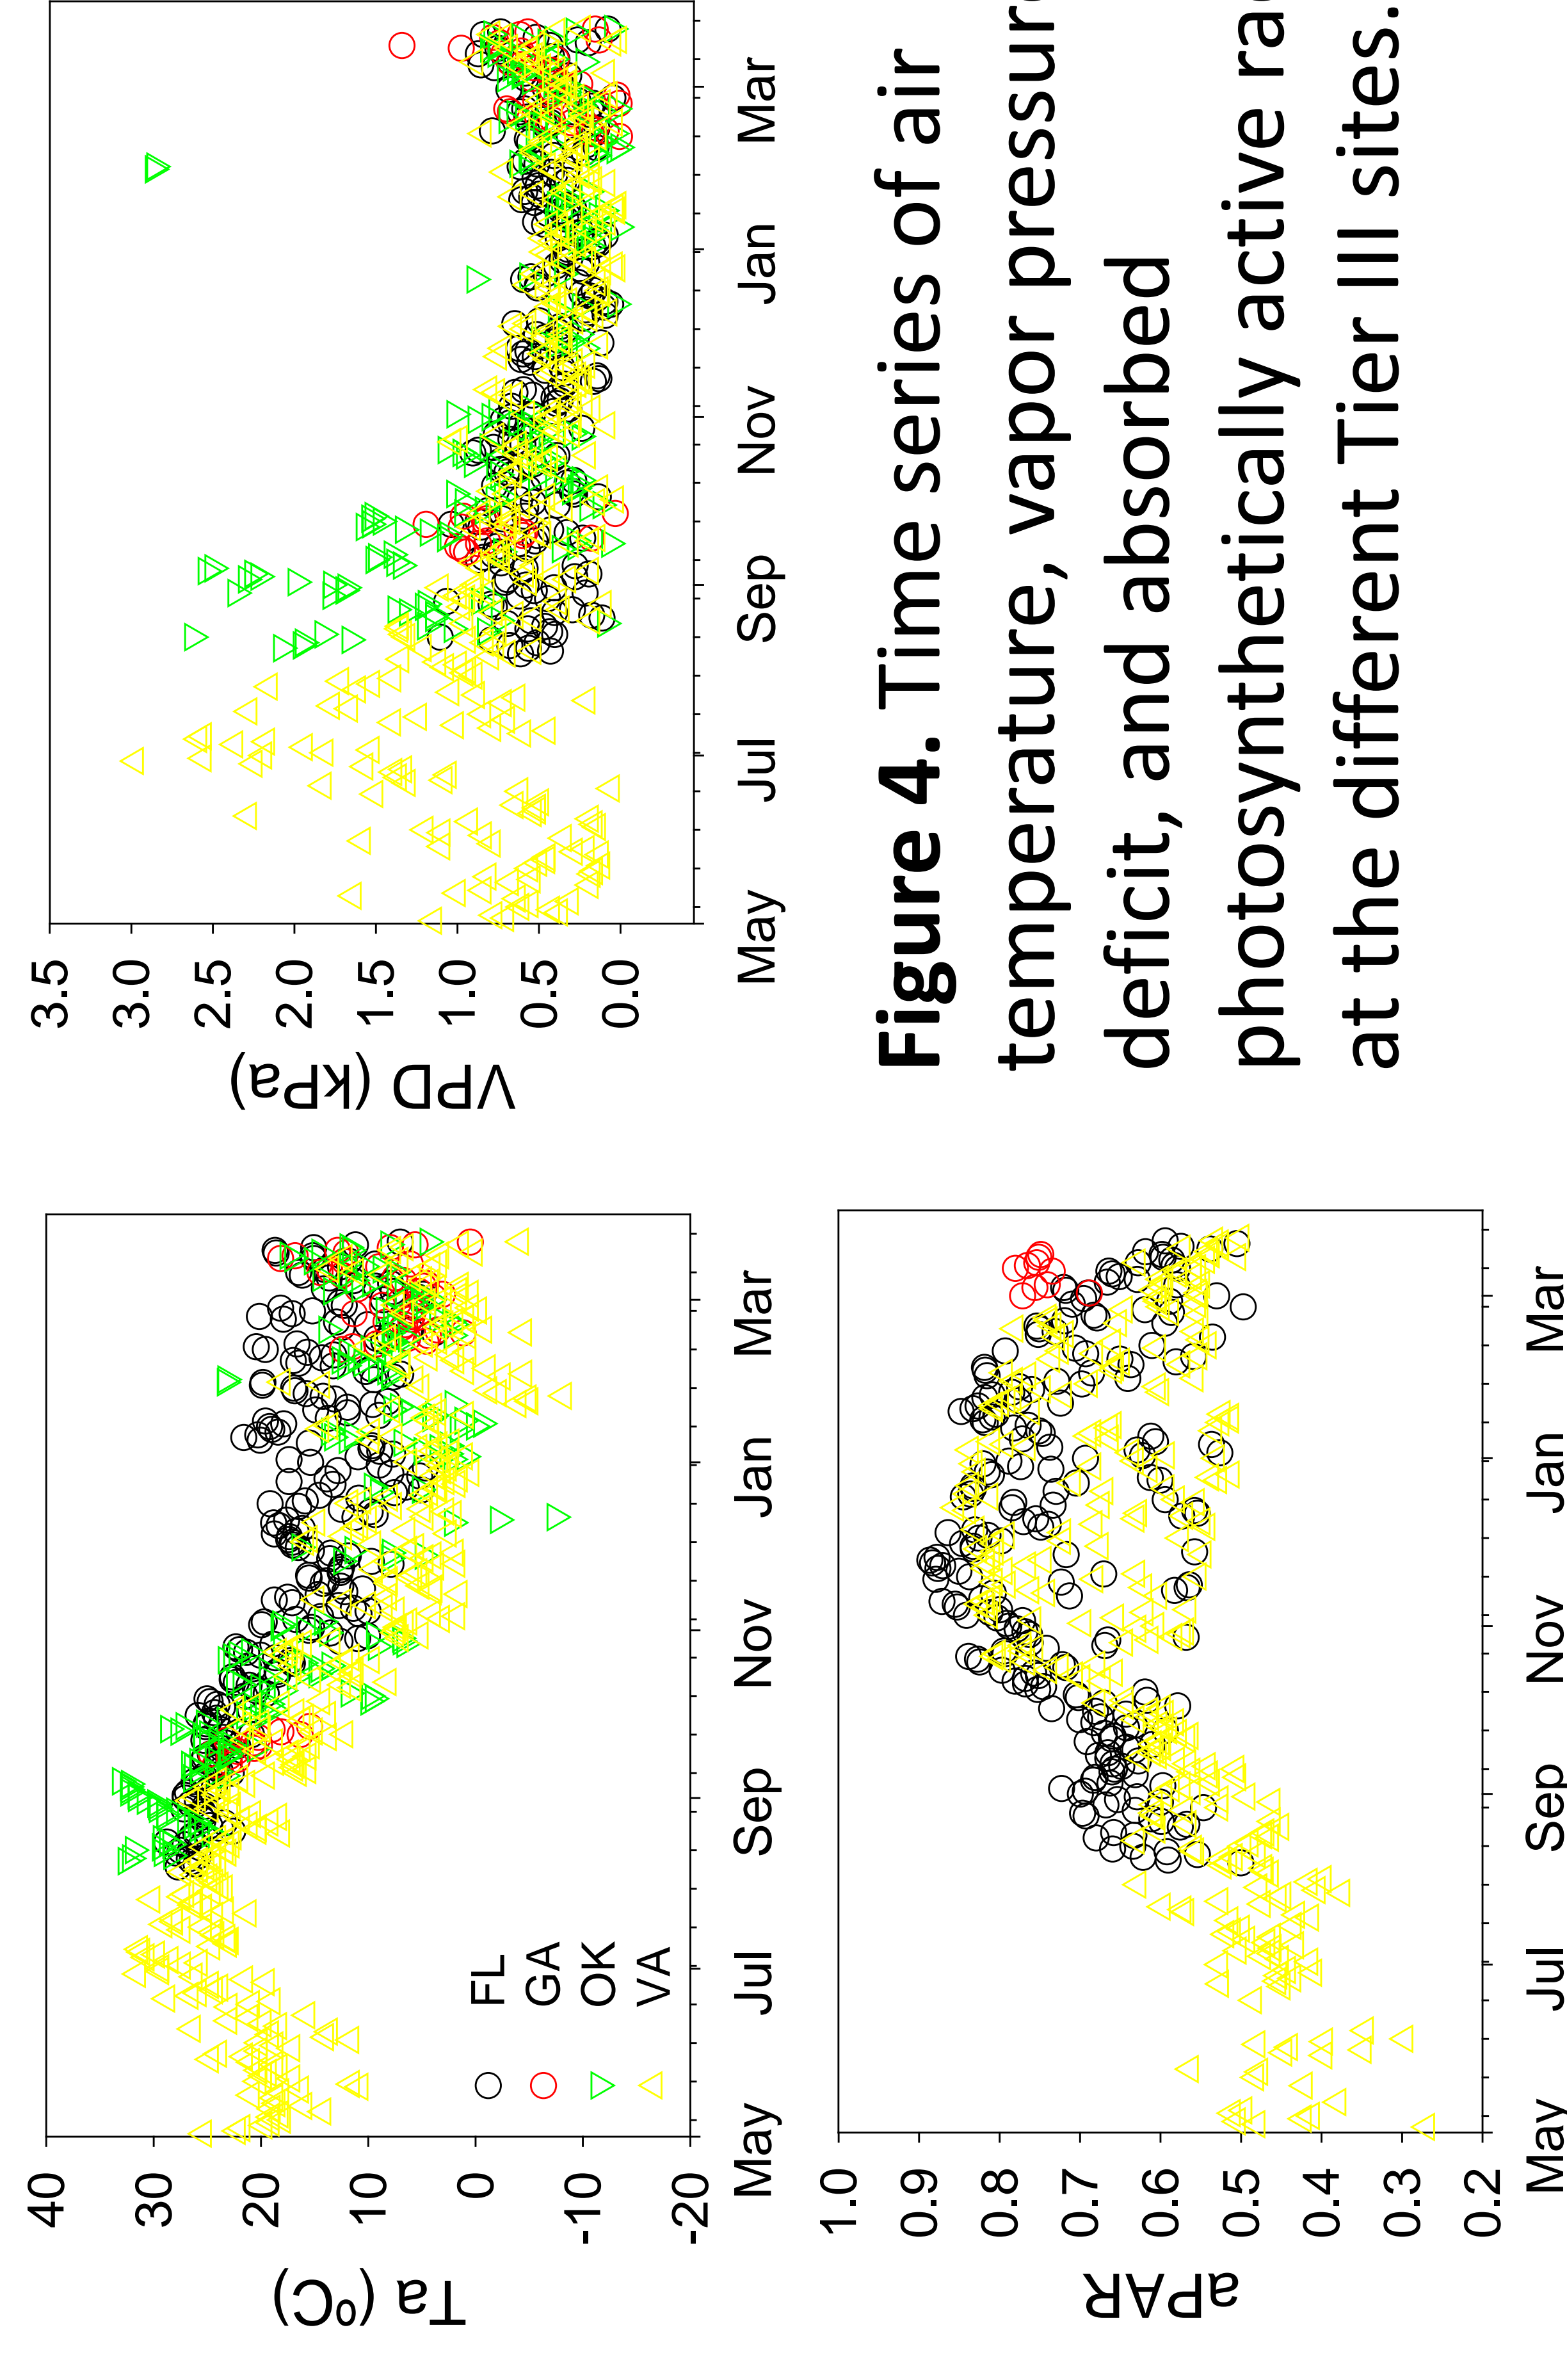 Ta (ºC)
40
30
20
10
0
-10
-20
May Jul Sep Nov Jan Mar
FL
GA
OK
VA
VPD (kPa)
3.5
3.0
2.5
2.0
1.5
1.0
0.5
0.0
May Jul Sep Nov Jan Mar
aPAR
1.0
0.9
0.8
0.7
0.6
0.5
0.4
0.3
0.2
May Jul Sep Nov Jan Mar
Figure 4. Time series of air
temperature, vapor
deficit, and absorbed
photosynthetically active
at the different Tier III sites.